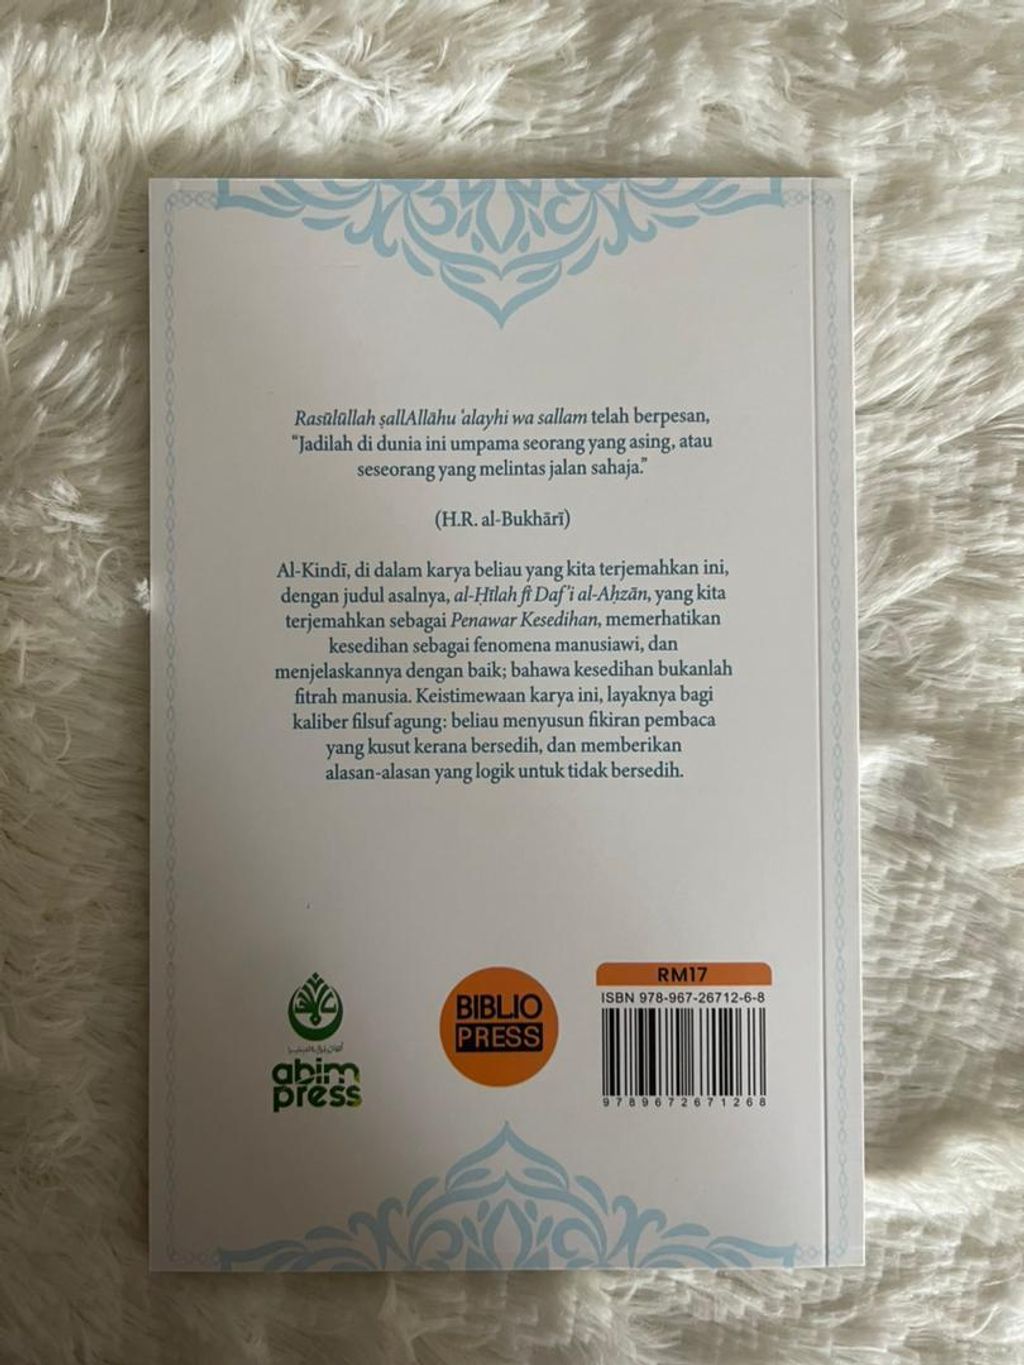 Rasūlūllah ṣallAllāhu 'alayhi wa sallam telah berpesan,
“Jadilah di dunia ini umpama seorang yang asing, atau
seseorang yang melintas jalan sahaja.”
(H.R. al-Bukhārī)
Al-Kindī, di dalam karya beliau yang kita terjemahkan ini,
dengan judul asalnya, al-Ḥīlah fī Daf'i al-Aḥzān, yang kita
terjemahkan sebagai Penawar Kesedihan, memerhatikan
kesedihan sebagai fenomena manusiawi, dan
menjelaskannya dengan baik; bahawa kesedihan bukanlah
fitrah manusia. Keistimewaan karya ini, layaknya bagi
kaliber filsuf agung: beliau menyusun fikiran pembaca
yang kusut kerana bersedih, dan memberikan
alasan-alasan yang logik untuk tidak bersedih.
abim
press
BIBLIO
PRESS
RM17
ISBN 978-967-26712-6-8
9 789672 671268